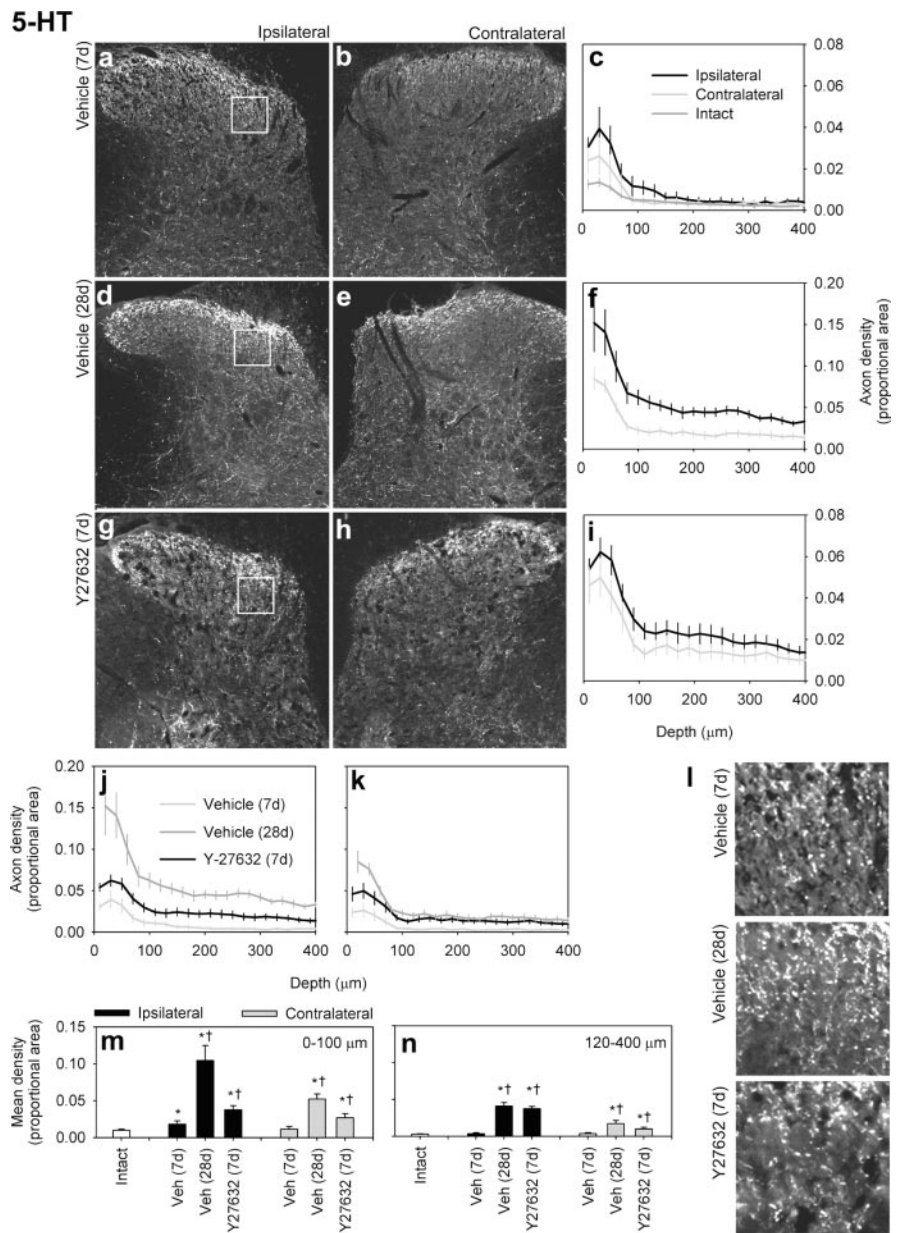 5-HT
Ipsilateral
Contralateral
Vehicle (7d)
a
b
c
Ipsilateral
Contralateral
Intact
0.08
0.06
0.04
0.02
0.00
0 100 200 300 400
Vehicle (28d)
d
e
f
0.20
0.15
0.10
0.05
0.00
0 100 200 300 400
Axon density
(proportional area)
Y27632 (7d)
g
h
i
0.08
0.06
0.04
0.02
0.00
0 100 200 300 400
Depth (μm)
j
Vehicle (7d)
Vehicle (28d)
Y-27632 (7d)
0.20
0.15
0.10
0.05
0.00
Axon density
(proportional area)
0 100 200 300 400
Depth (μm)
k
0 100 200 300 400
Depth (μm)
l
Vehicle (7d)
Vehicle (28d)
Y27632 (7d)
Ipsilateral
Contralateral
m
0-100 μm
0.15
0.10
0.05
0.00
Mean density
(proportional area)
*
*†
*†
*†
*†
Intact
Veh (7d)
Veh (28d)
Y27632 (7d)
Veh (7d)
Veh (28d)
Y27632 (7d)
n
120-400 μm
*†
*†
*†
*†
Intact
Veh (7d)
Veh (28d)
Y27632 (7d)
Veh (7d)
Veh (28d)
Y27632 (7d)